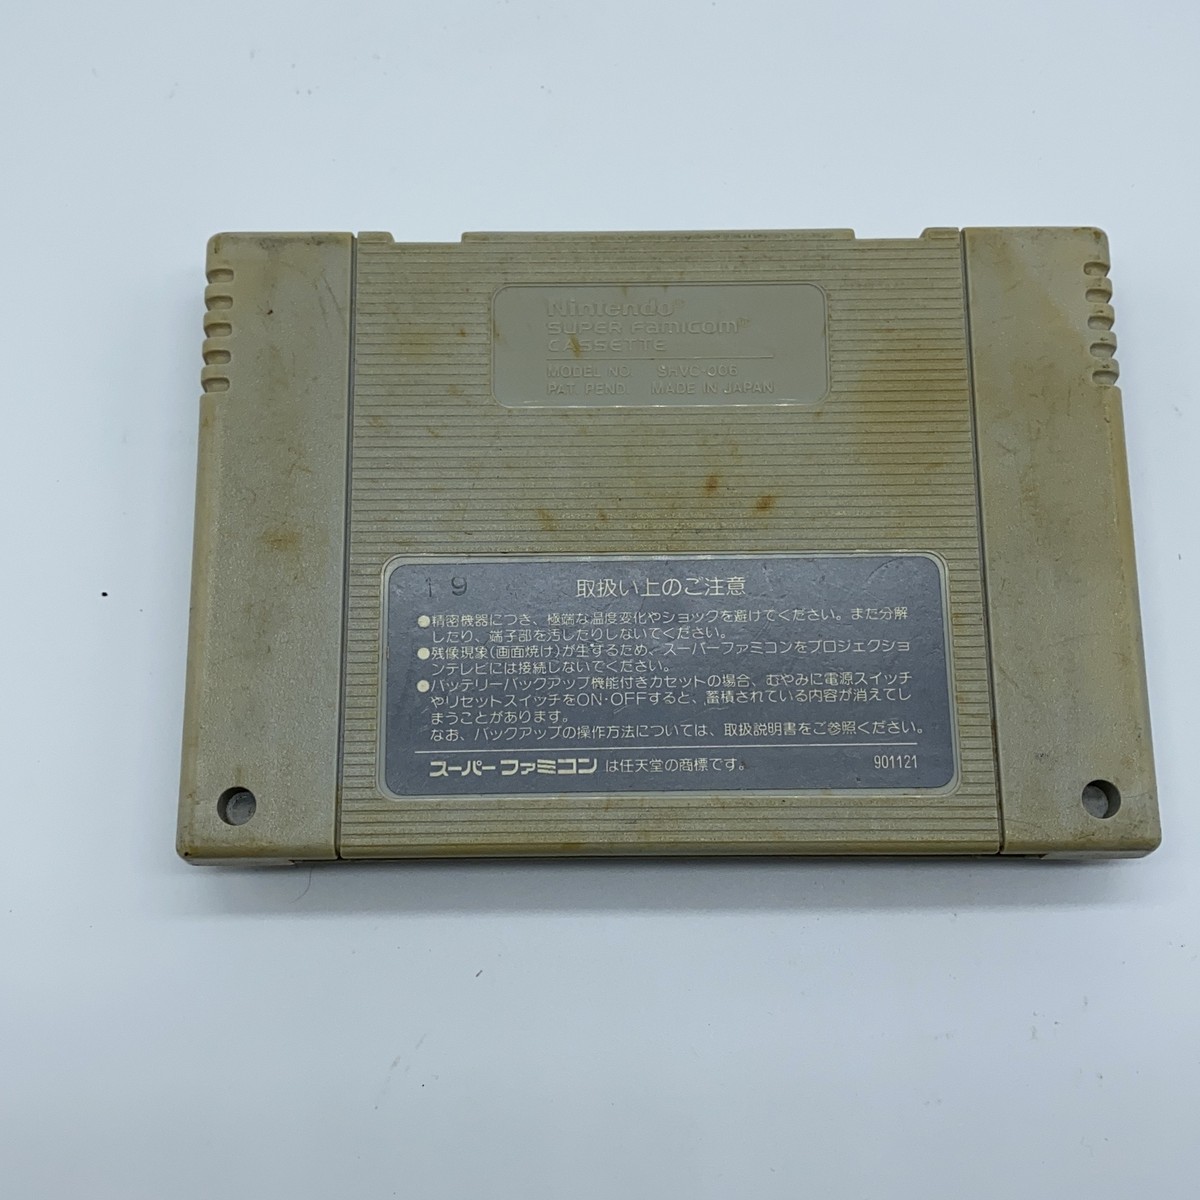 Nintendo
SUPER FAMICOM™
CASSETTE
MODEL NO. SHVC-006
PAT. PEND. MADE IN JAPAN
19
取扱い上のご注意
●精密機器につき、極端な温度変化やショックを避けてください。また分解
したり、端子部を汚したりしないでください。
●残像現象(画面焼け)が生ずるため、スーパーファミコンをプロジェクショ
ンテレビには接続しないでください。
●バッテリーバックアップ機能付きカセットの場合、むやみに電源スイッチ
やリセットスイッチをON・OFFすると、蓄積されている内容が消えてし
まうことがあります。
なお、バックアップの操作方法については、取扱説明書をご参照ください。
スーパーファミコン は任天堂の商標です。 901121